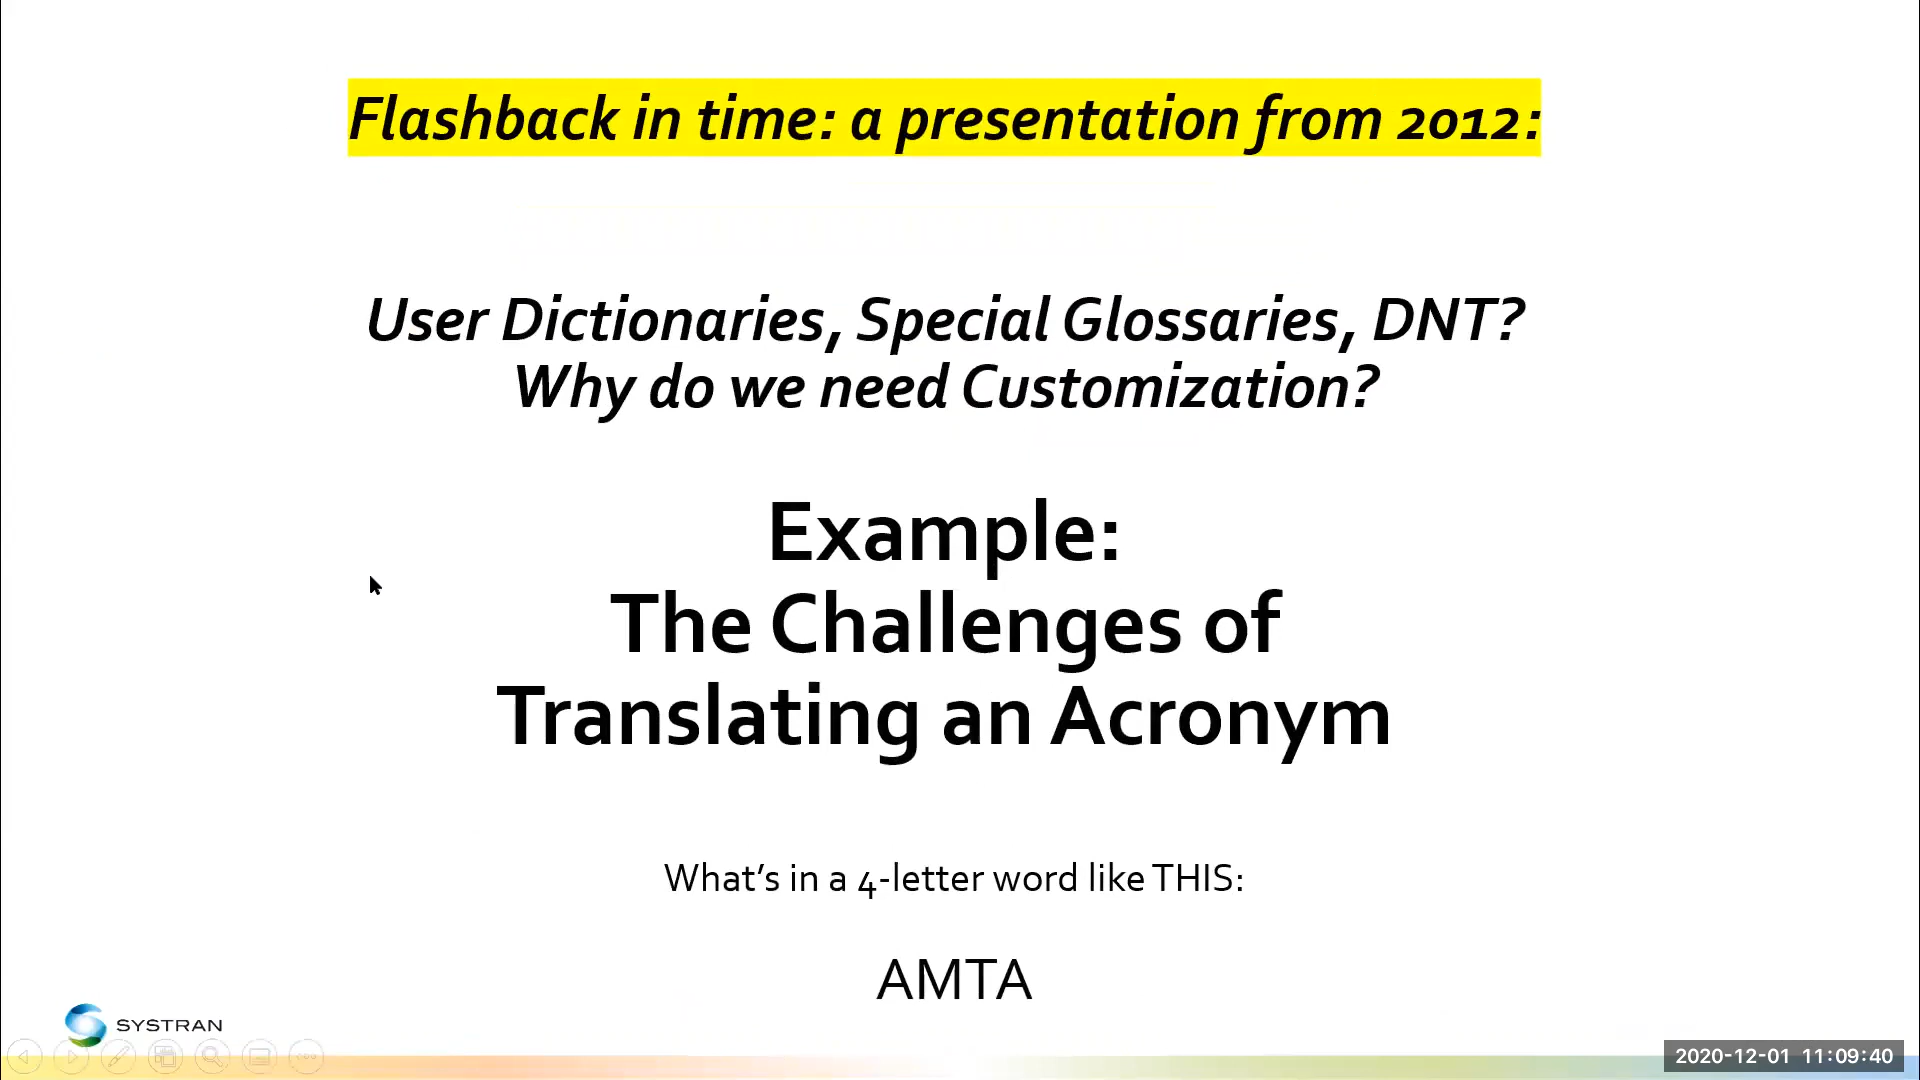 Flashback in time: a presentation from 2012:
User Dictionaries, Special Glossaries, DNT?
Why do we need Customization?
Example:
The Challenges of
Translating an Acronym
What's in a 4-letter word like THIS:
AMTA
SYSTRAN
2020-12-01 11:09:40